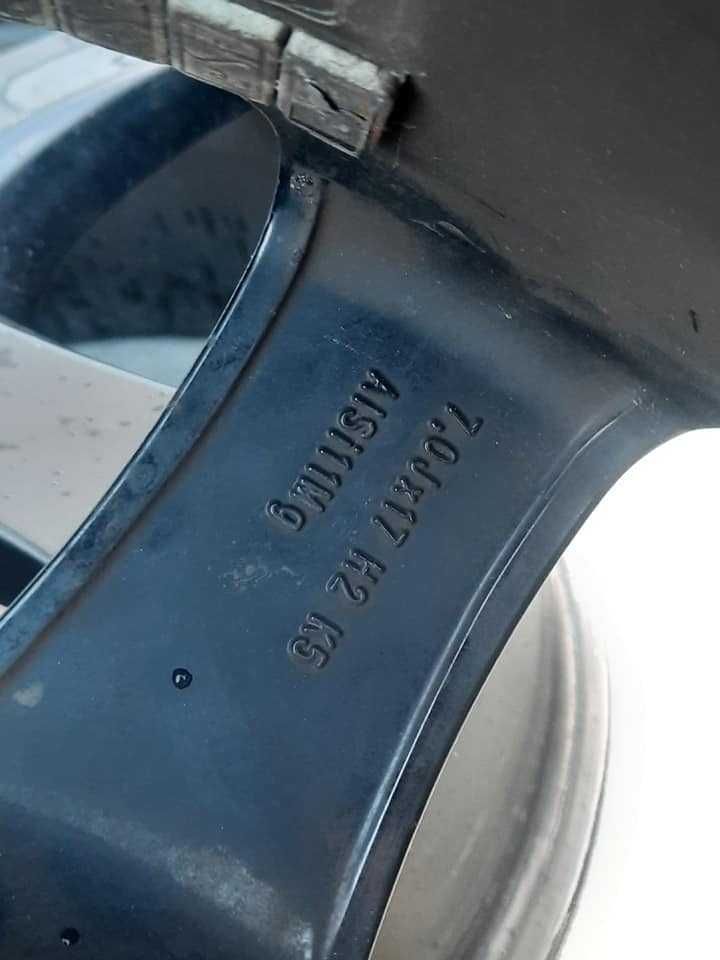 7,0Jx17 H2 K5
AlSi11Mg